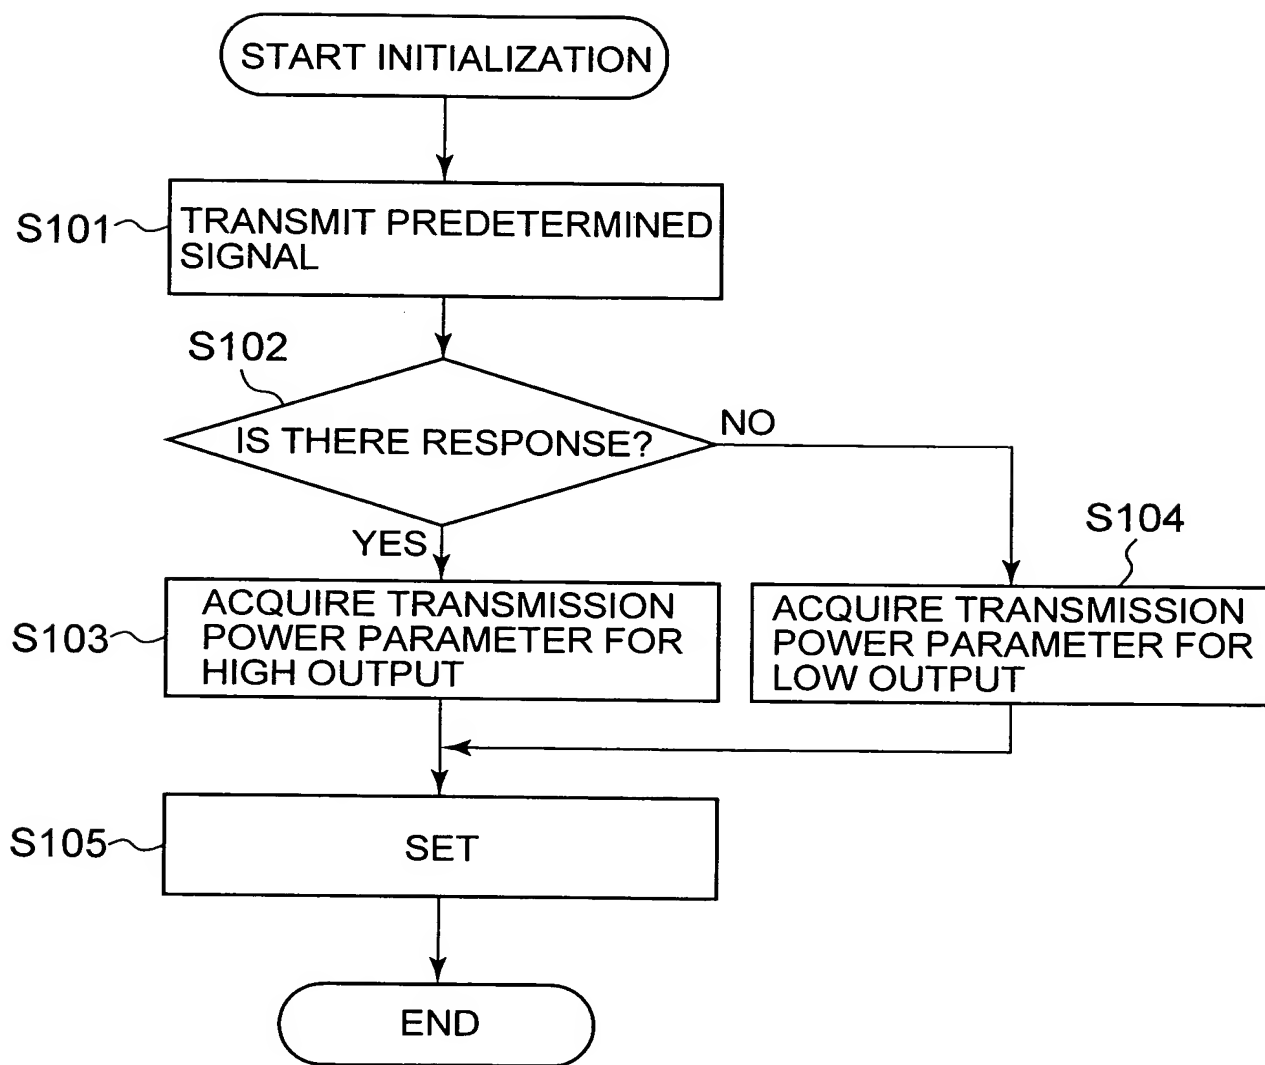 START INITIALIZATION
S101
TRANSMIT PREDETERMINED
SIGNAL
S102
IS THERE RESPONSE?
NO
YES
S103
ACQUIRE TRANSMISSION
POWER PARAMETER FOR
HIGH OUTPUT
S104
ACQUIRE TRANSMISSION
POWER PARAMETER FOR
LOW OUTPUT
S105
SET
END